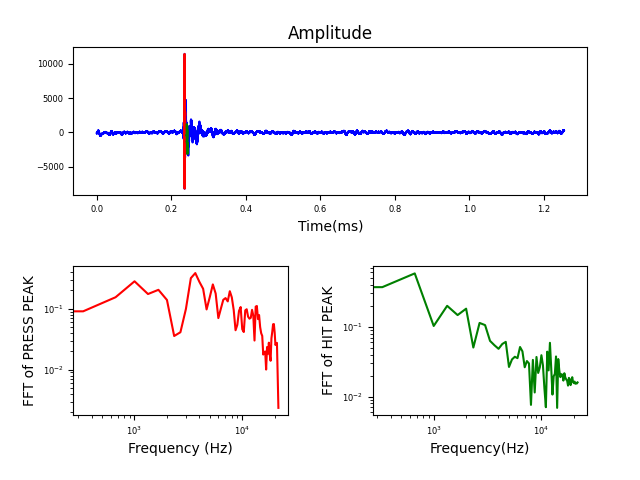 Amplitude
10000
5000
0
−5000
0.0 0.2 0.4 0.6 0.8 1.0 1.2
Time(ms)
FFT of PRESS PEAK
10⁻¹
10⁻²
10³ 10⁴
Frequency (Hz)
FFT of HIT PEAK
10⁻¹
10⁻²
10³ 10⁴
Frequency(Hz)